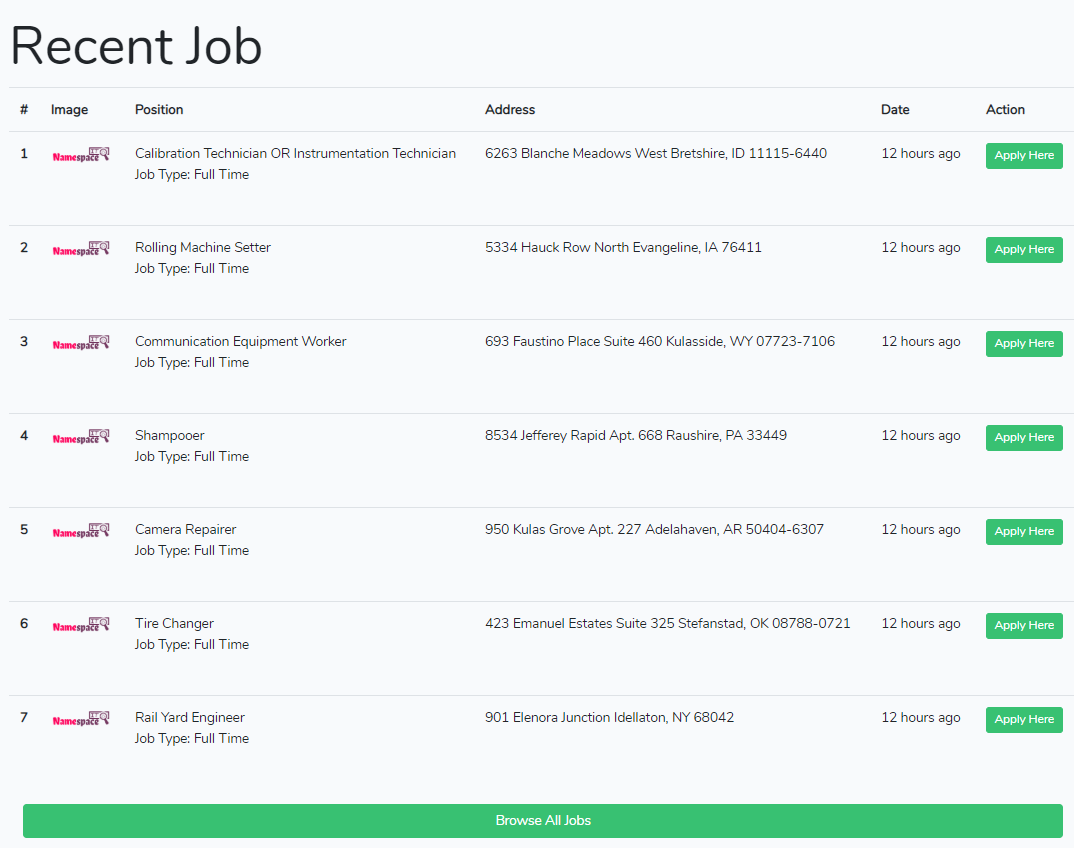 Recent Job
# Image Position Address Date Action
1 Namespace Calibration Technician OR Instrumentation Technician 6263 Blanche Meadows West Bretshire, ID 11115-6440 12 hours ago Apply Here
Job Type: Full Time
2 Namespace Rolling Machine Setter 5334 Hauck Row North Evangeline, IA 76411 12 hours ago Apply Here
Job Type: Full Time
3 Namespace Communication Equipment Worker 693 Faustino Place Suite 460 Kulasside, WY 07723-7106 12 hours ago Apply Here
Job Type: Full Time
4 Namespace Shampooer 8534 Jefferey Rapid Apt. 668 Raushire, PA 33449 12 hours ago Apply Here
Job Type: Full Time
5 Namespace Camera Repairer 950 Kulas Grove Apt. 227 Adelahaven, AR 50404-6307 12 hours ago Apply Here
Job Type: Full Time
6 Namespace Tire Changer 423 Emanuel Estates Suite 325 Stefanstad, OK 08788-0721 12 hours ago Apply Here
Job Type: Full Time
7 Namespace Rail Yard Engineer 901 Elenora Junction Idellaton, NY 68042 12 hours ago Apply Here
Job Type: Full Time
Browse All Jobs